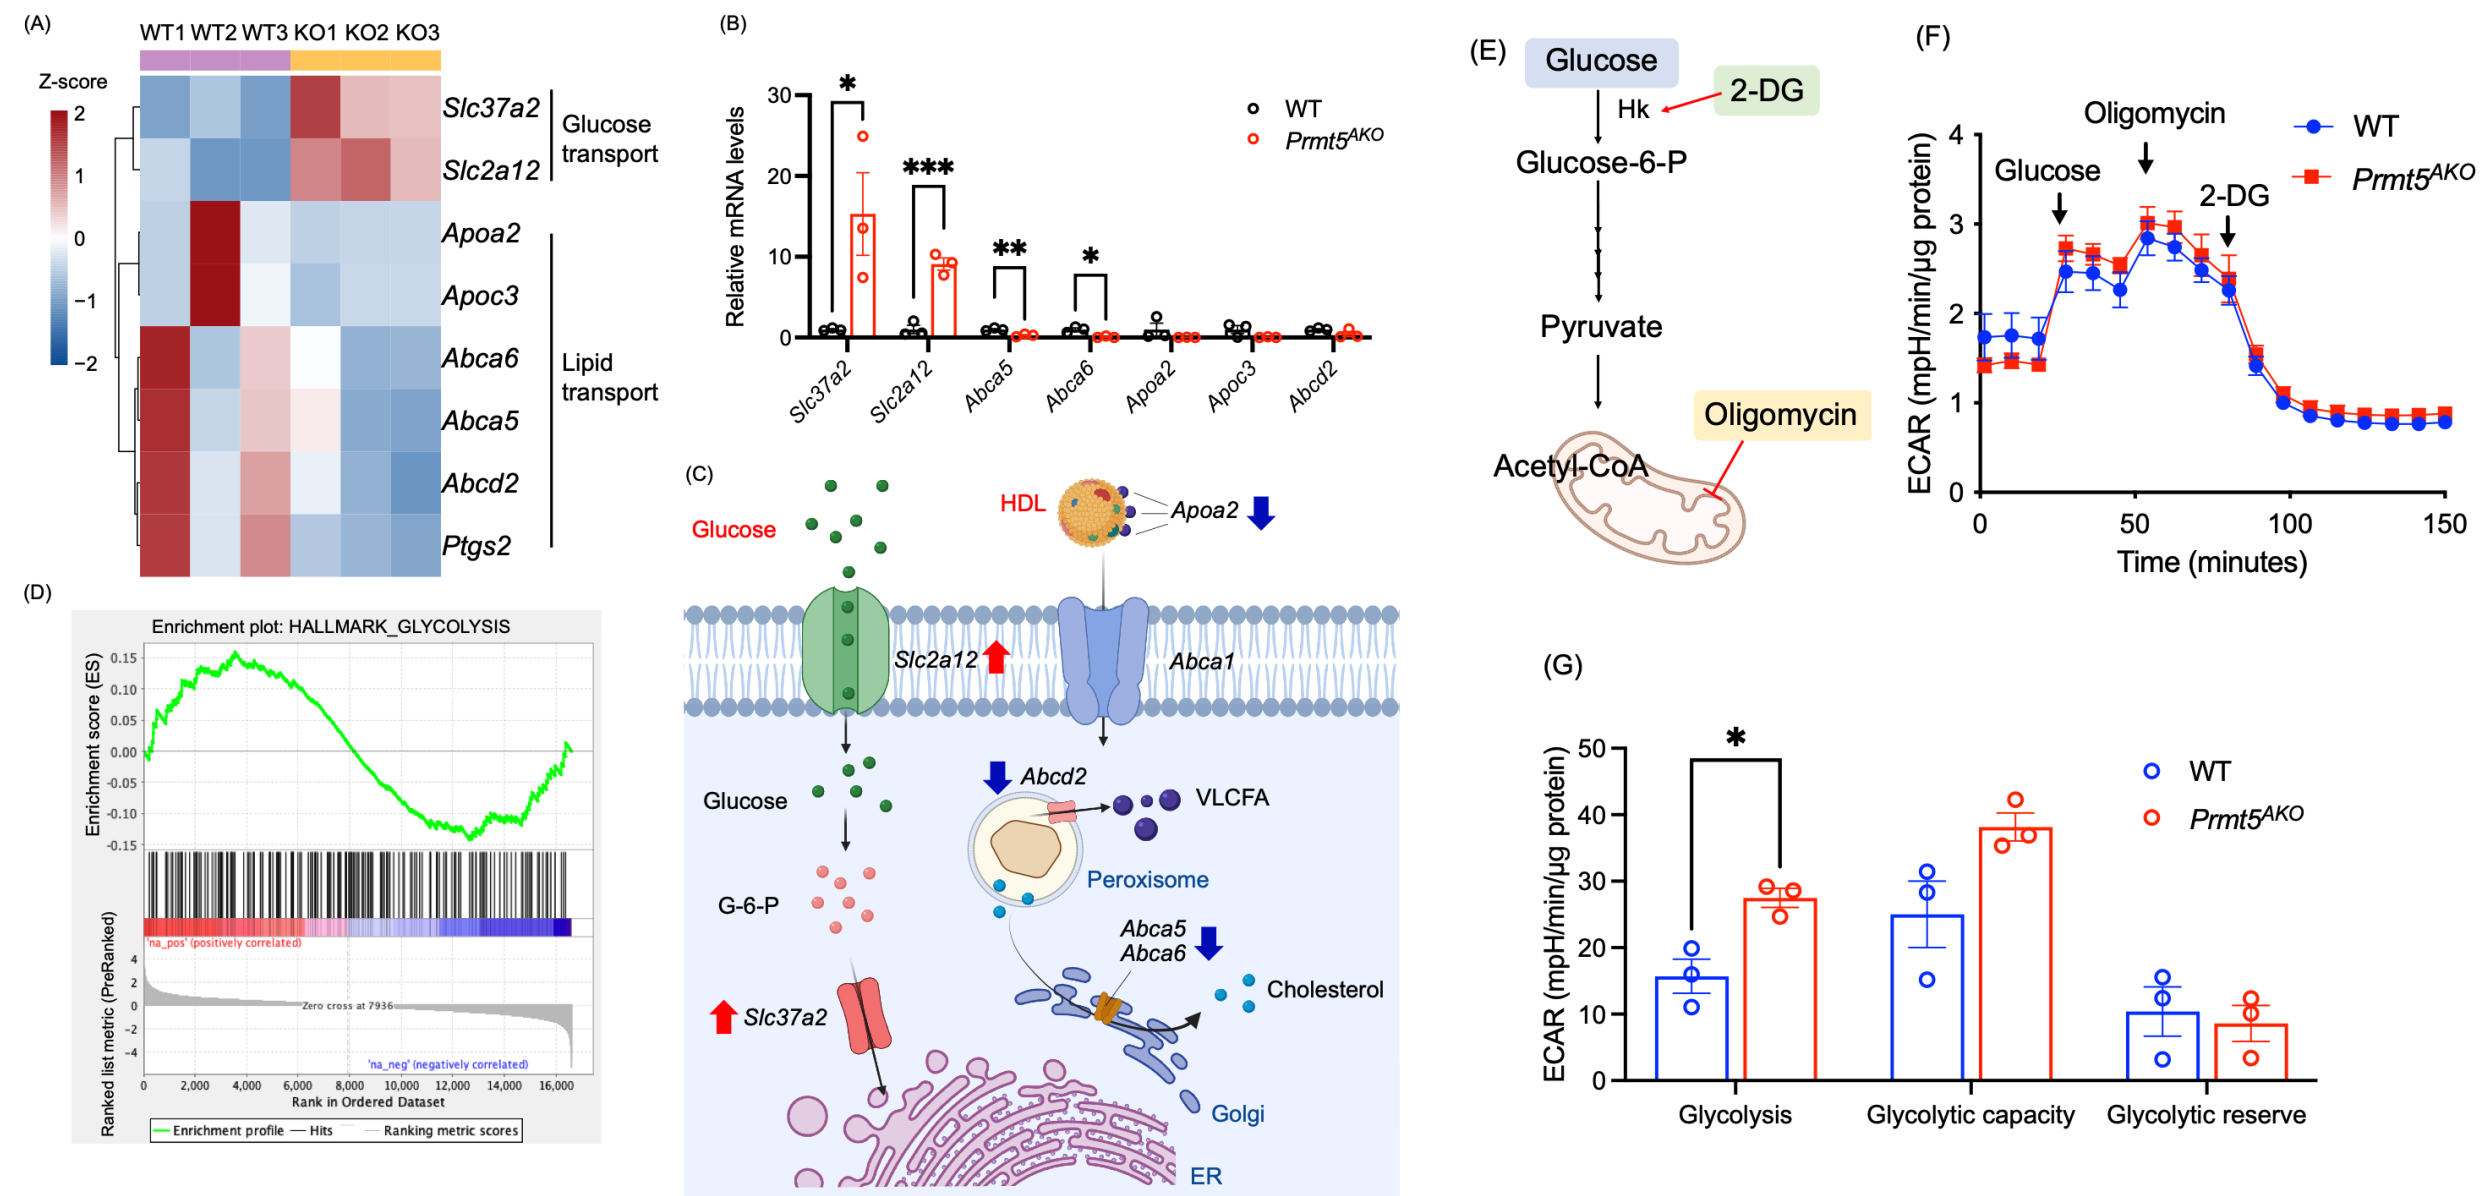 (A)
WT1 WT2 WT3 KO1 KO2 KO3
Z-score
2
1
0
−1
−2
Slc37a2
Slc2a12
Apoa2
Apoc3
Abca6
Abca5
Abcd2
Ptgs2
Glucose
transport
Lipid
transport
(B)
Relative mRNA levels
30
20
10
0
*
***
**
*
WT
Prmt5AKO
Slc37a2
Slc2a12
Abca5
Abca6
Apoa2
Apoc3
Abcd2
(C)
Glucose
HDL
Apoa2
Slc2a12
Abca1
Glucose
Abcd2
VLCFA
Peroxisome
G-6-P
Abca5
Abca6
Cholesterol
Slc37a2
Golgi
ER
(D)
Enrichment plot: HALLMARK_GLYCOLYSIS
Enrichment score (ES)
0.15
0.10
0.05
0.00
-0.05
-0.10
-0.15
'na_pos' (positively correlated)
Ranked list metric (PreRanked)
4
2
0
-2
-4
Zero cross at 7936
'na_neg' (negatively correlated)
0 2,000 4,000 6,000 8,000 10,000 12,000 14,000 16,000
Rank in Ordered Dataset
Enrichment profile Hits Ranking metric scores
(E)
Glucose
2-DG
Hk
Glucose-6-P
Pyruvate
Oligomycin
Acetyl-CoA
(F)
ECAR (mpH/min/µg protein)
4
3
2
1
0
Glucose
Oligomycin
2-DG
WT
Prmt5AKO
0 50 100 150
Time (minutes)
(G)
ECAR (mpH/min/µg protein)
50
40
30
20
10
0
*
WT
Prmt5AKO
Glycolysis Glycolytic capacity Glycolytic reserve